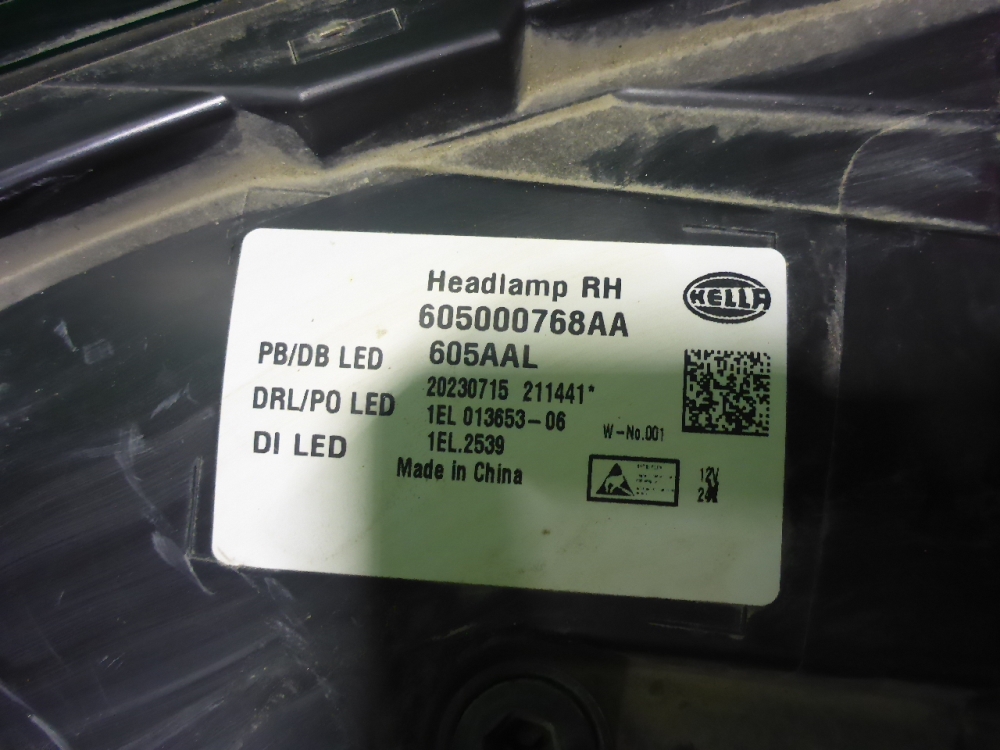 Headlamp RH
HELLA
605000768AA
PB/DB LED 605AAL
DRL/PO LED 20230715 211441*
1EL 013653-06
W-No.001
DI LED 1EL.2539
Made in China
12V